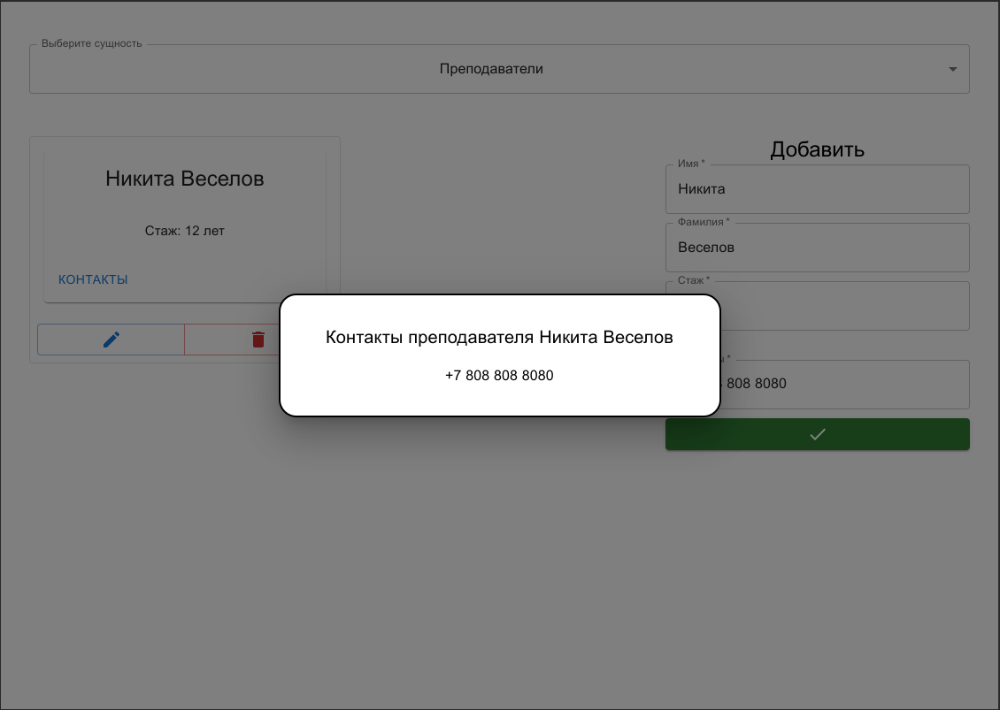 Выберите сущность
Преподаватели
Никита Веселов
Стаж: 12 лет
КОНТАКТЫ
Добавить
Имя *
Никита
Фамилия *
Веселов
Стаж *
808 8080
Контакты преподавателя Никита Веселов
+7 808 808 8080